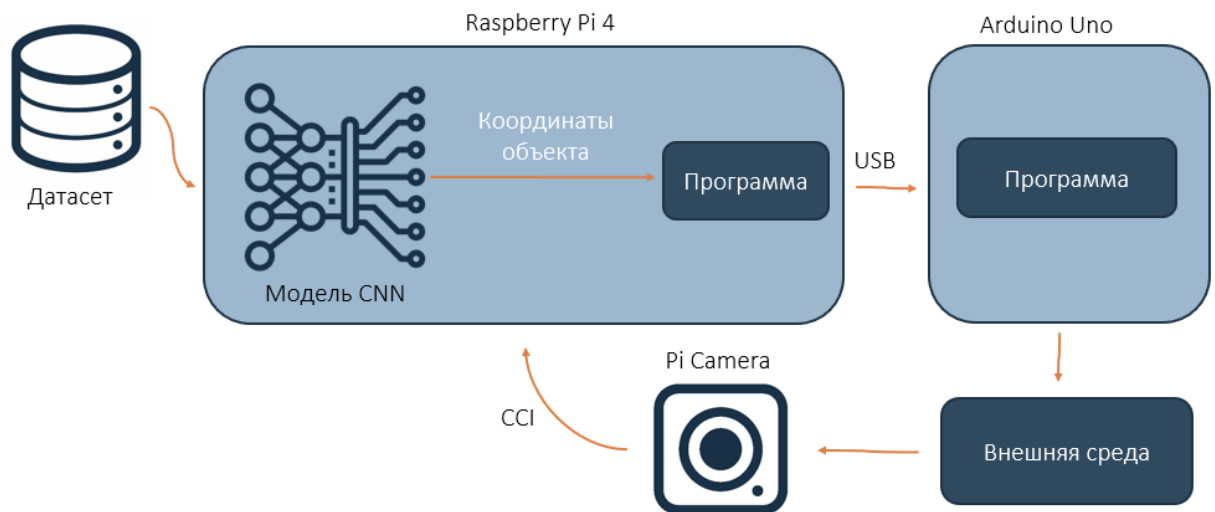 Raspberry Pi 4
Arduino Uno
Координаты
объекта
Программа
USB
Программа
Датасет
Модель CNN
Pi Camera
CCI
Внешняя среда